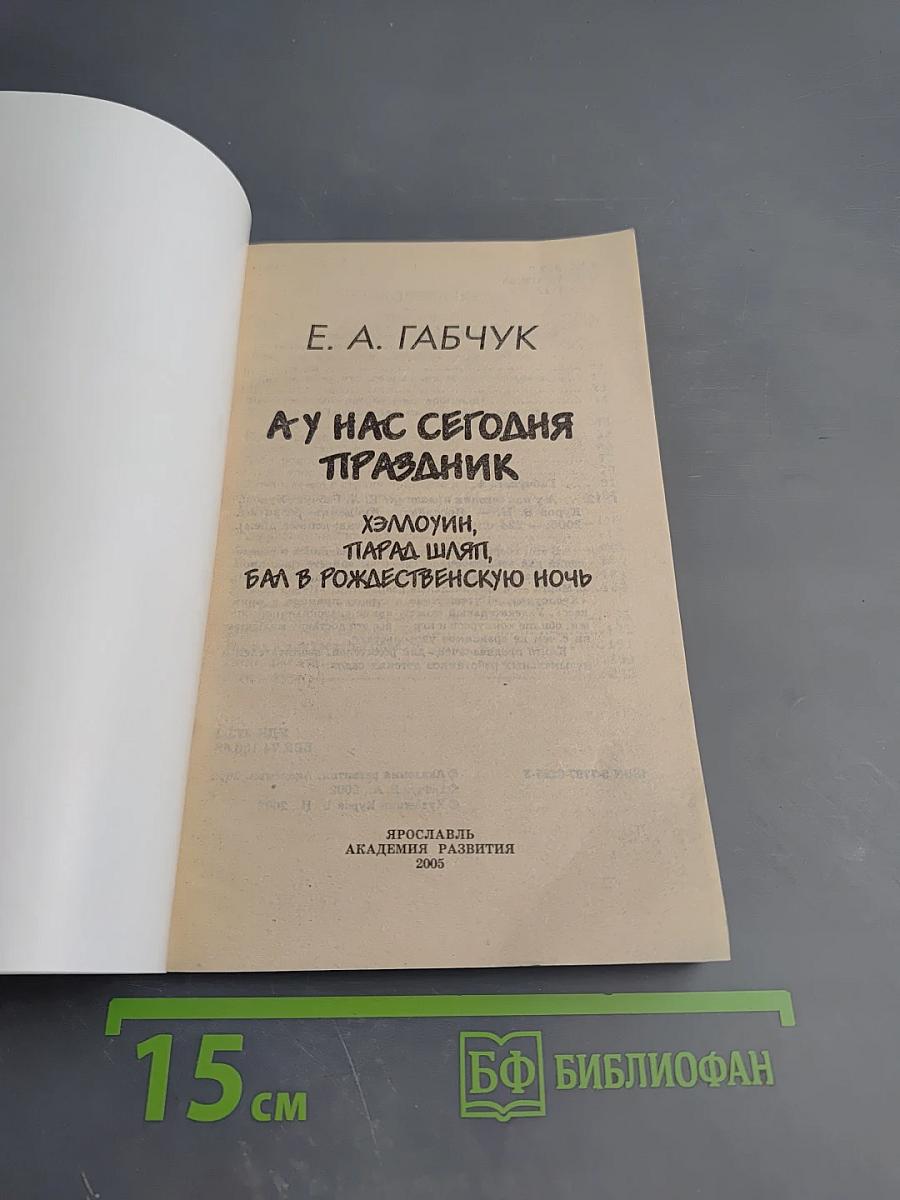 Е. А. ГАБЧУК
А У НАС СЕГОДНЯ
ПРАЗДНИК
ХЭЛЛОУИН,
ПАРАД ШЛЯП,
БАЛ В РОЖДЕСТВЕНСКУЮ НОЧЬ
ЯРОСЛАВЛЬ
АКАДЕМИЯ РАЗВИТИЯ
2005
15 см
БФ БИБЛИОФАН